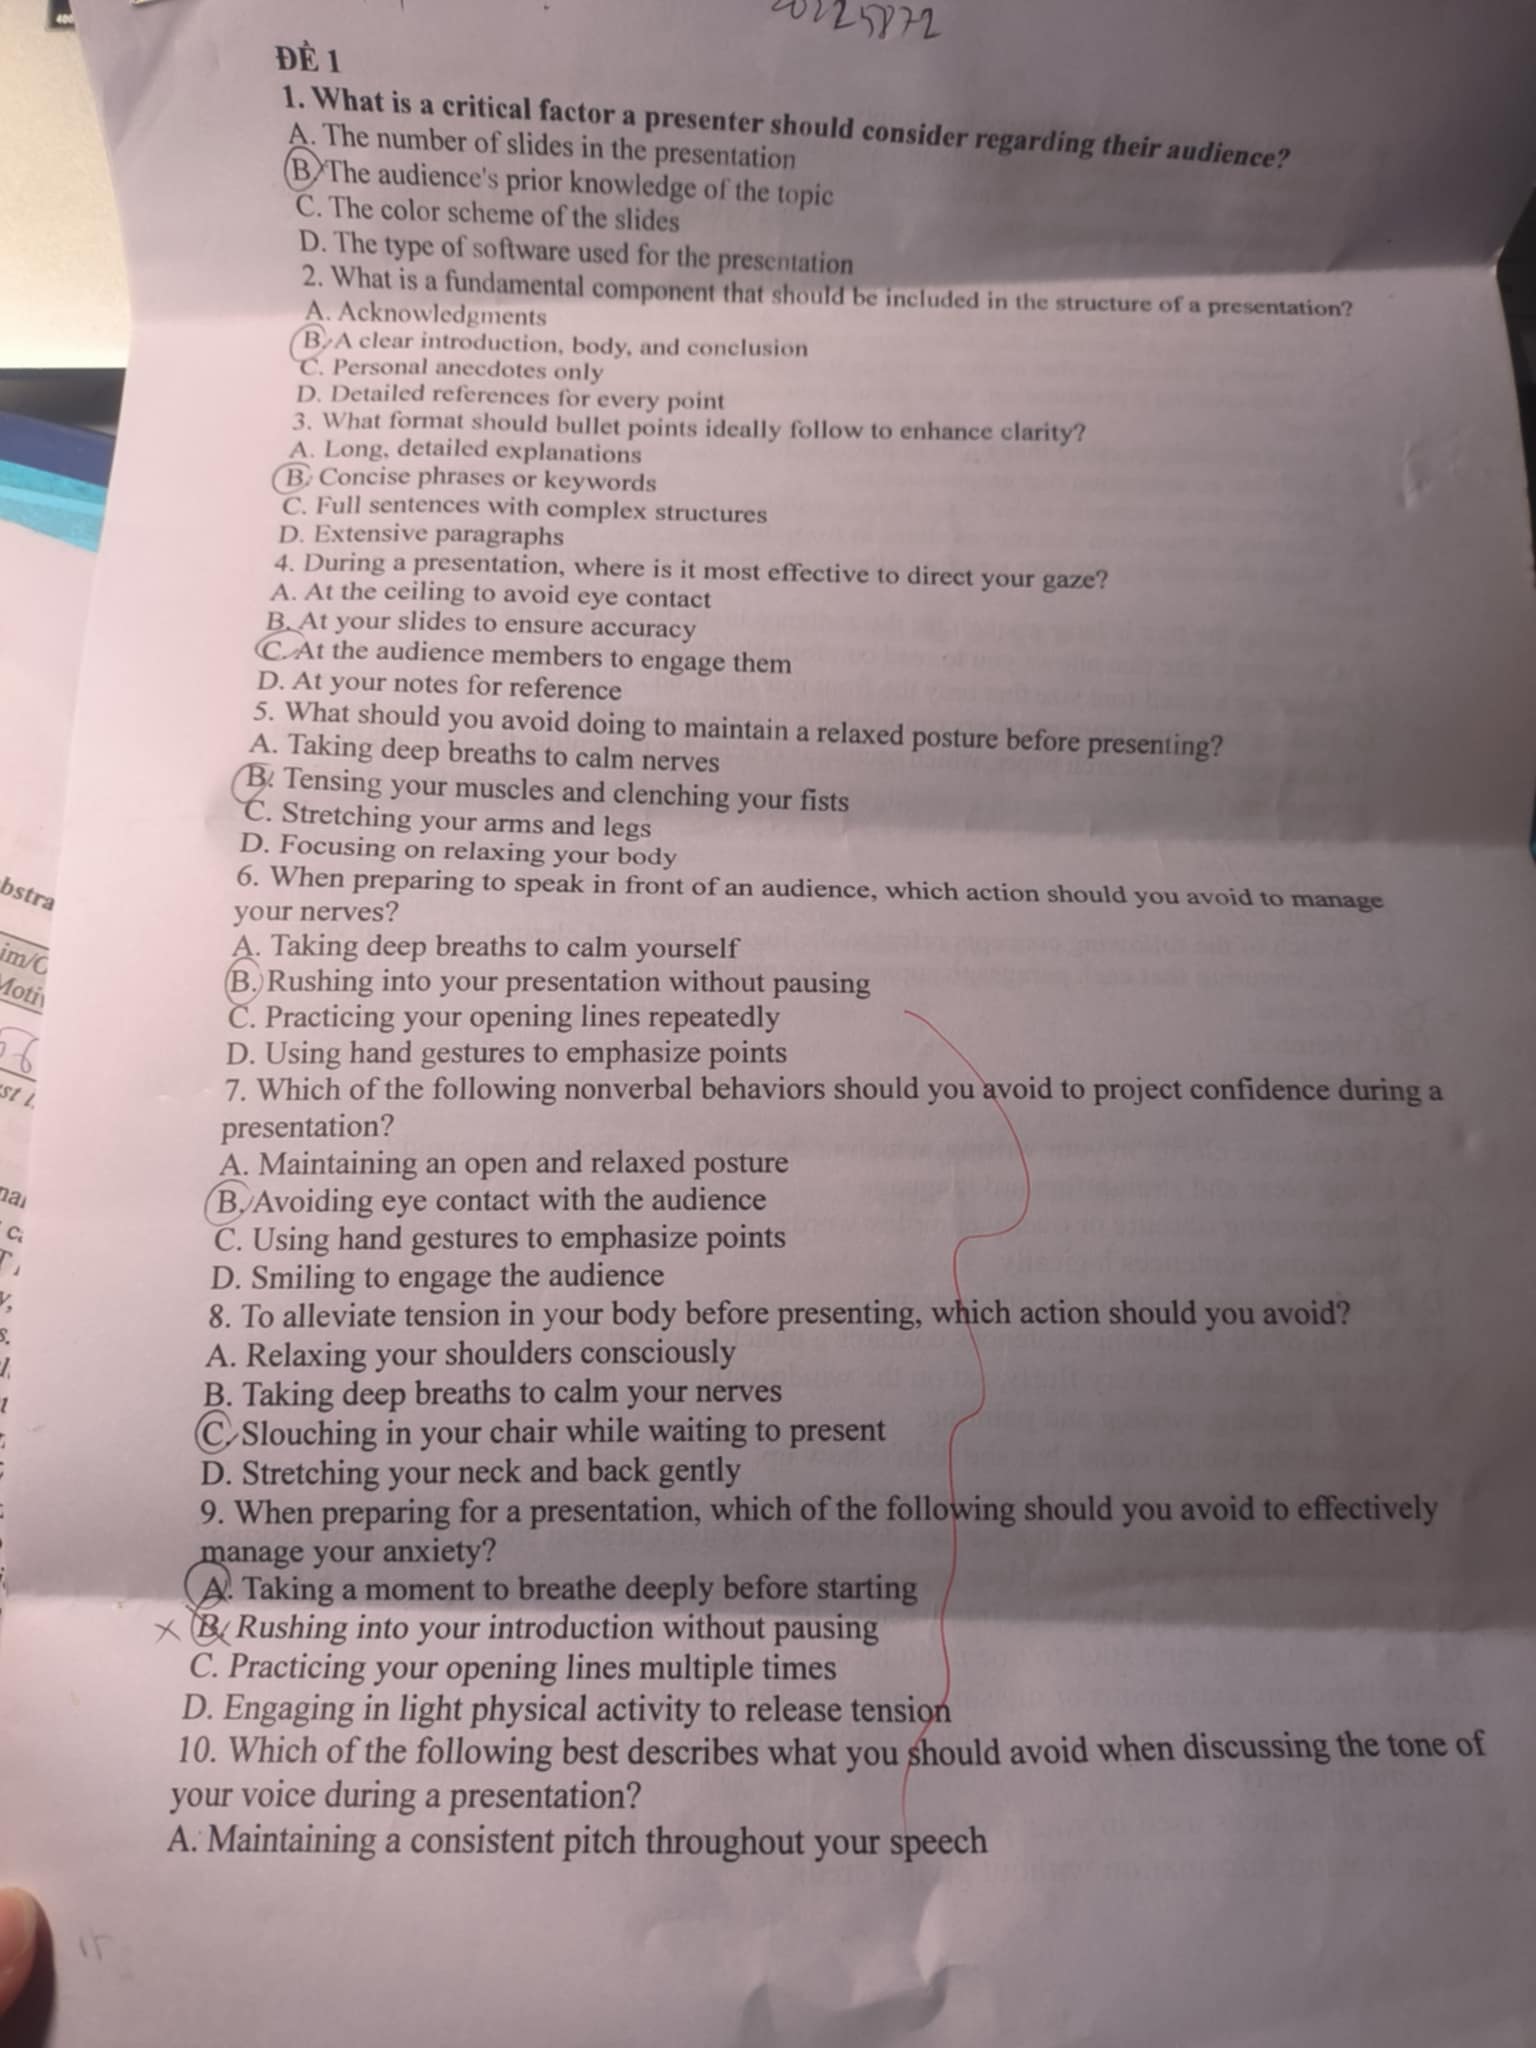 20225872
ĐỀ 1
1. What is a critical factor a presenter should consider regarding their audience?
A. The number of slides in the presentation
B. The audience's prior knowledge of the topic
C. The color scheme of the slides
D. The type of software used for the presentation
2. What is a fundamental component that should be included in the structure of a presentation?
A. Acknowledgments
B. A clear introduction, body, and conclusion
C. Personal anecdotes only
D. Detailed references for every point
3. What format should bullet points ideally follow to enhance clarity?
A. Long, detailed explanations
B. Concise phrases or keywords
C. Full sentences with complex structures
D. Extensive paragraphs
4. During a presentation, where is it most effective to direct your gaze?
A. At the ceiling to avoid eye contact
B. At your slides to ensure accuracy
C. At the audience members to engage them
D. At your notes for reference
5. What should you avoid doing to maintain a relaxed posture before presenting?
A. Taking deep breaths to calm nerves
B. Tensing your muscles and clenching your fists
C. Stretching your arms and legs
D. Focusing on relaxing your body
6. When preparing to speak in front of an audience, which action should you avoid to manage
your nerves?
A. Taking deep breaths to calm yourself
B. Rushing into your presentation without pausing
C. Practicing your opening lines repeatedly
D. Using hand gestures to emphasize points
7. Which of the following nonverbal behaviors should you avoid to project confidence during a
presentation?
A. Maintaining an open and relaxed posture
B. Avoiding eye contact with the audience
C. Using hand gestures to emphasize points
D. Smiling to engage the audience
8. To alleviate tension in your body before presenting, which action should you avoid?
A. Relaxing your shoulders consciously
B. Taking deep breaths to calm your nerves
C. Slouching in your chair while waiting to present
D. Stretching your neck and back gently
9. When preparing for a presentation, which of the following should you avoid to effectively
manage your anxiety?
A. Taking a moment to breathe deeply before starting
B. Rushing into your introduction without pausing
C. Practicing your opening lines multiple times
D. Engaging in light physical activity to release tension
10. Which of the following best describes what you should avoid when discussing the tone of
your voice during a presentation?
A. Maintaining a consistent pitch throughout your speech